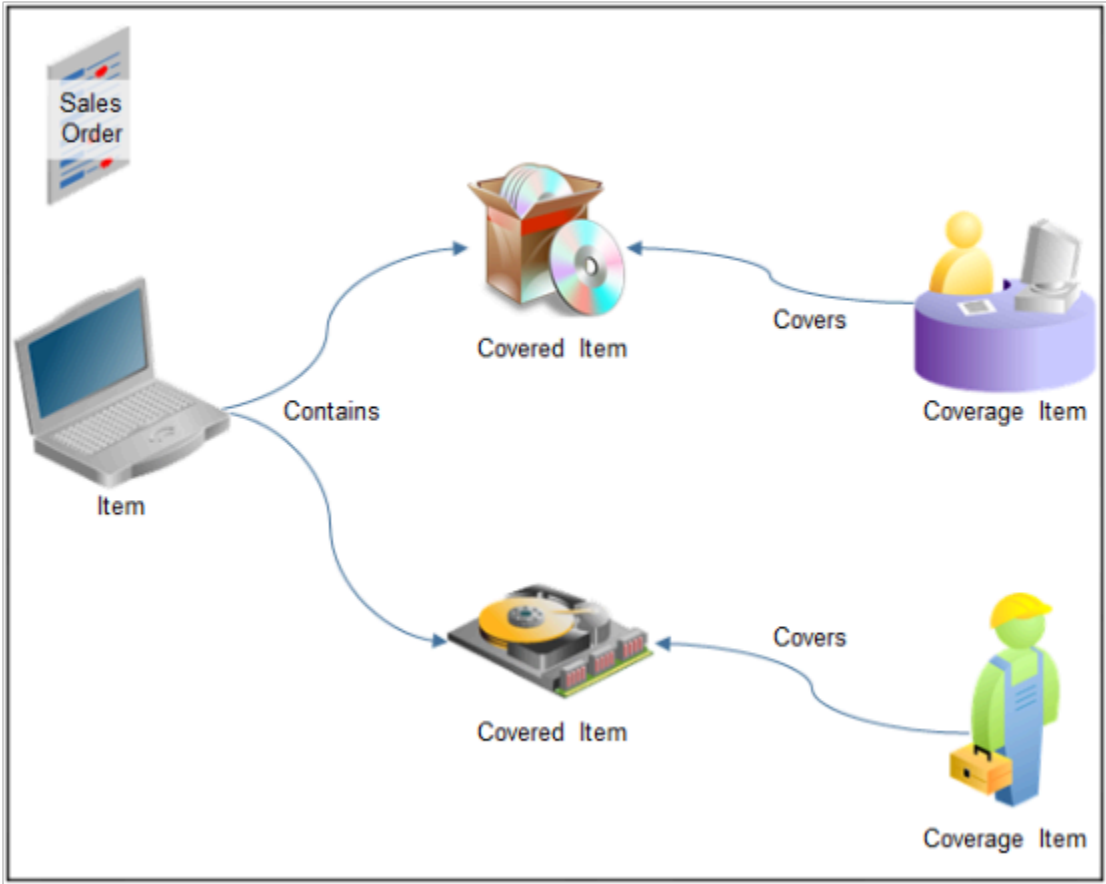 Sales
Order
Covered Item
Covers
Coverage Item
Contains
Item
Covers
Covered Item
Coverage Item